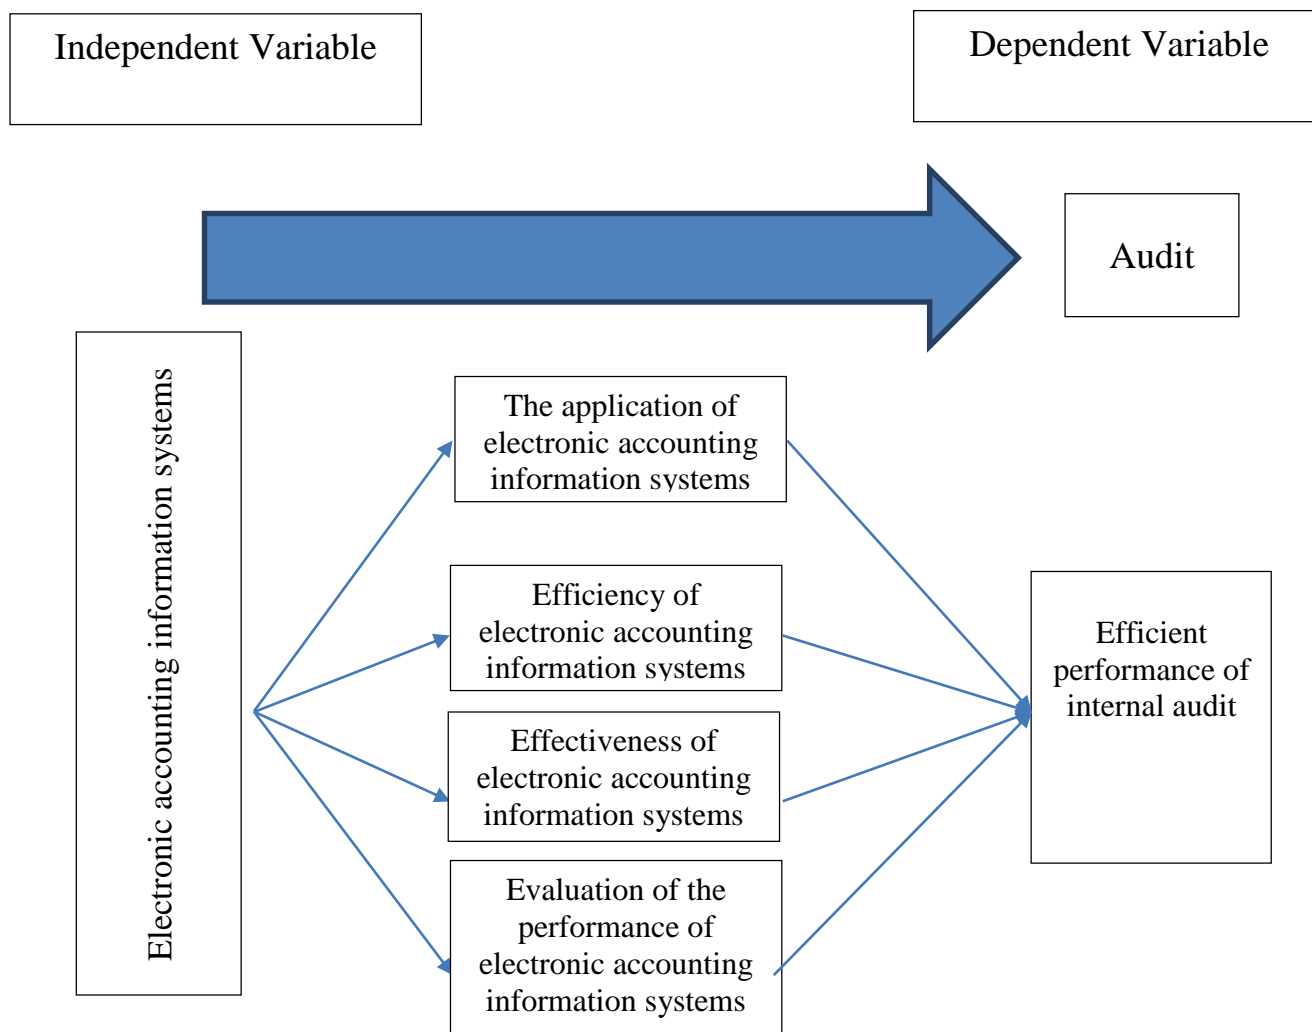 Independent Variable
Dependent Variable
Audit
Electronic accounting information systems
The application of
electronic accounting
information systems
Efficiency of
electronic accounting
information systems
Effectiveness of
electronic accounting
information systems
Evaluation of the
performance of
electronic accounting
information systems
Efficient
performance of
internal audit